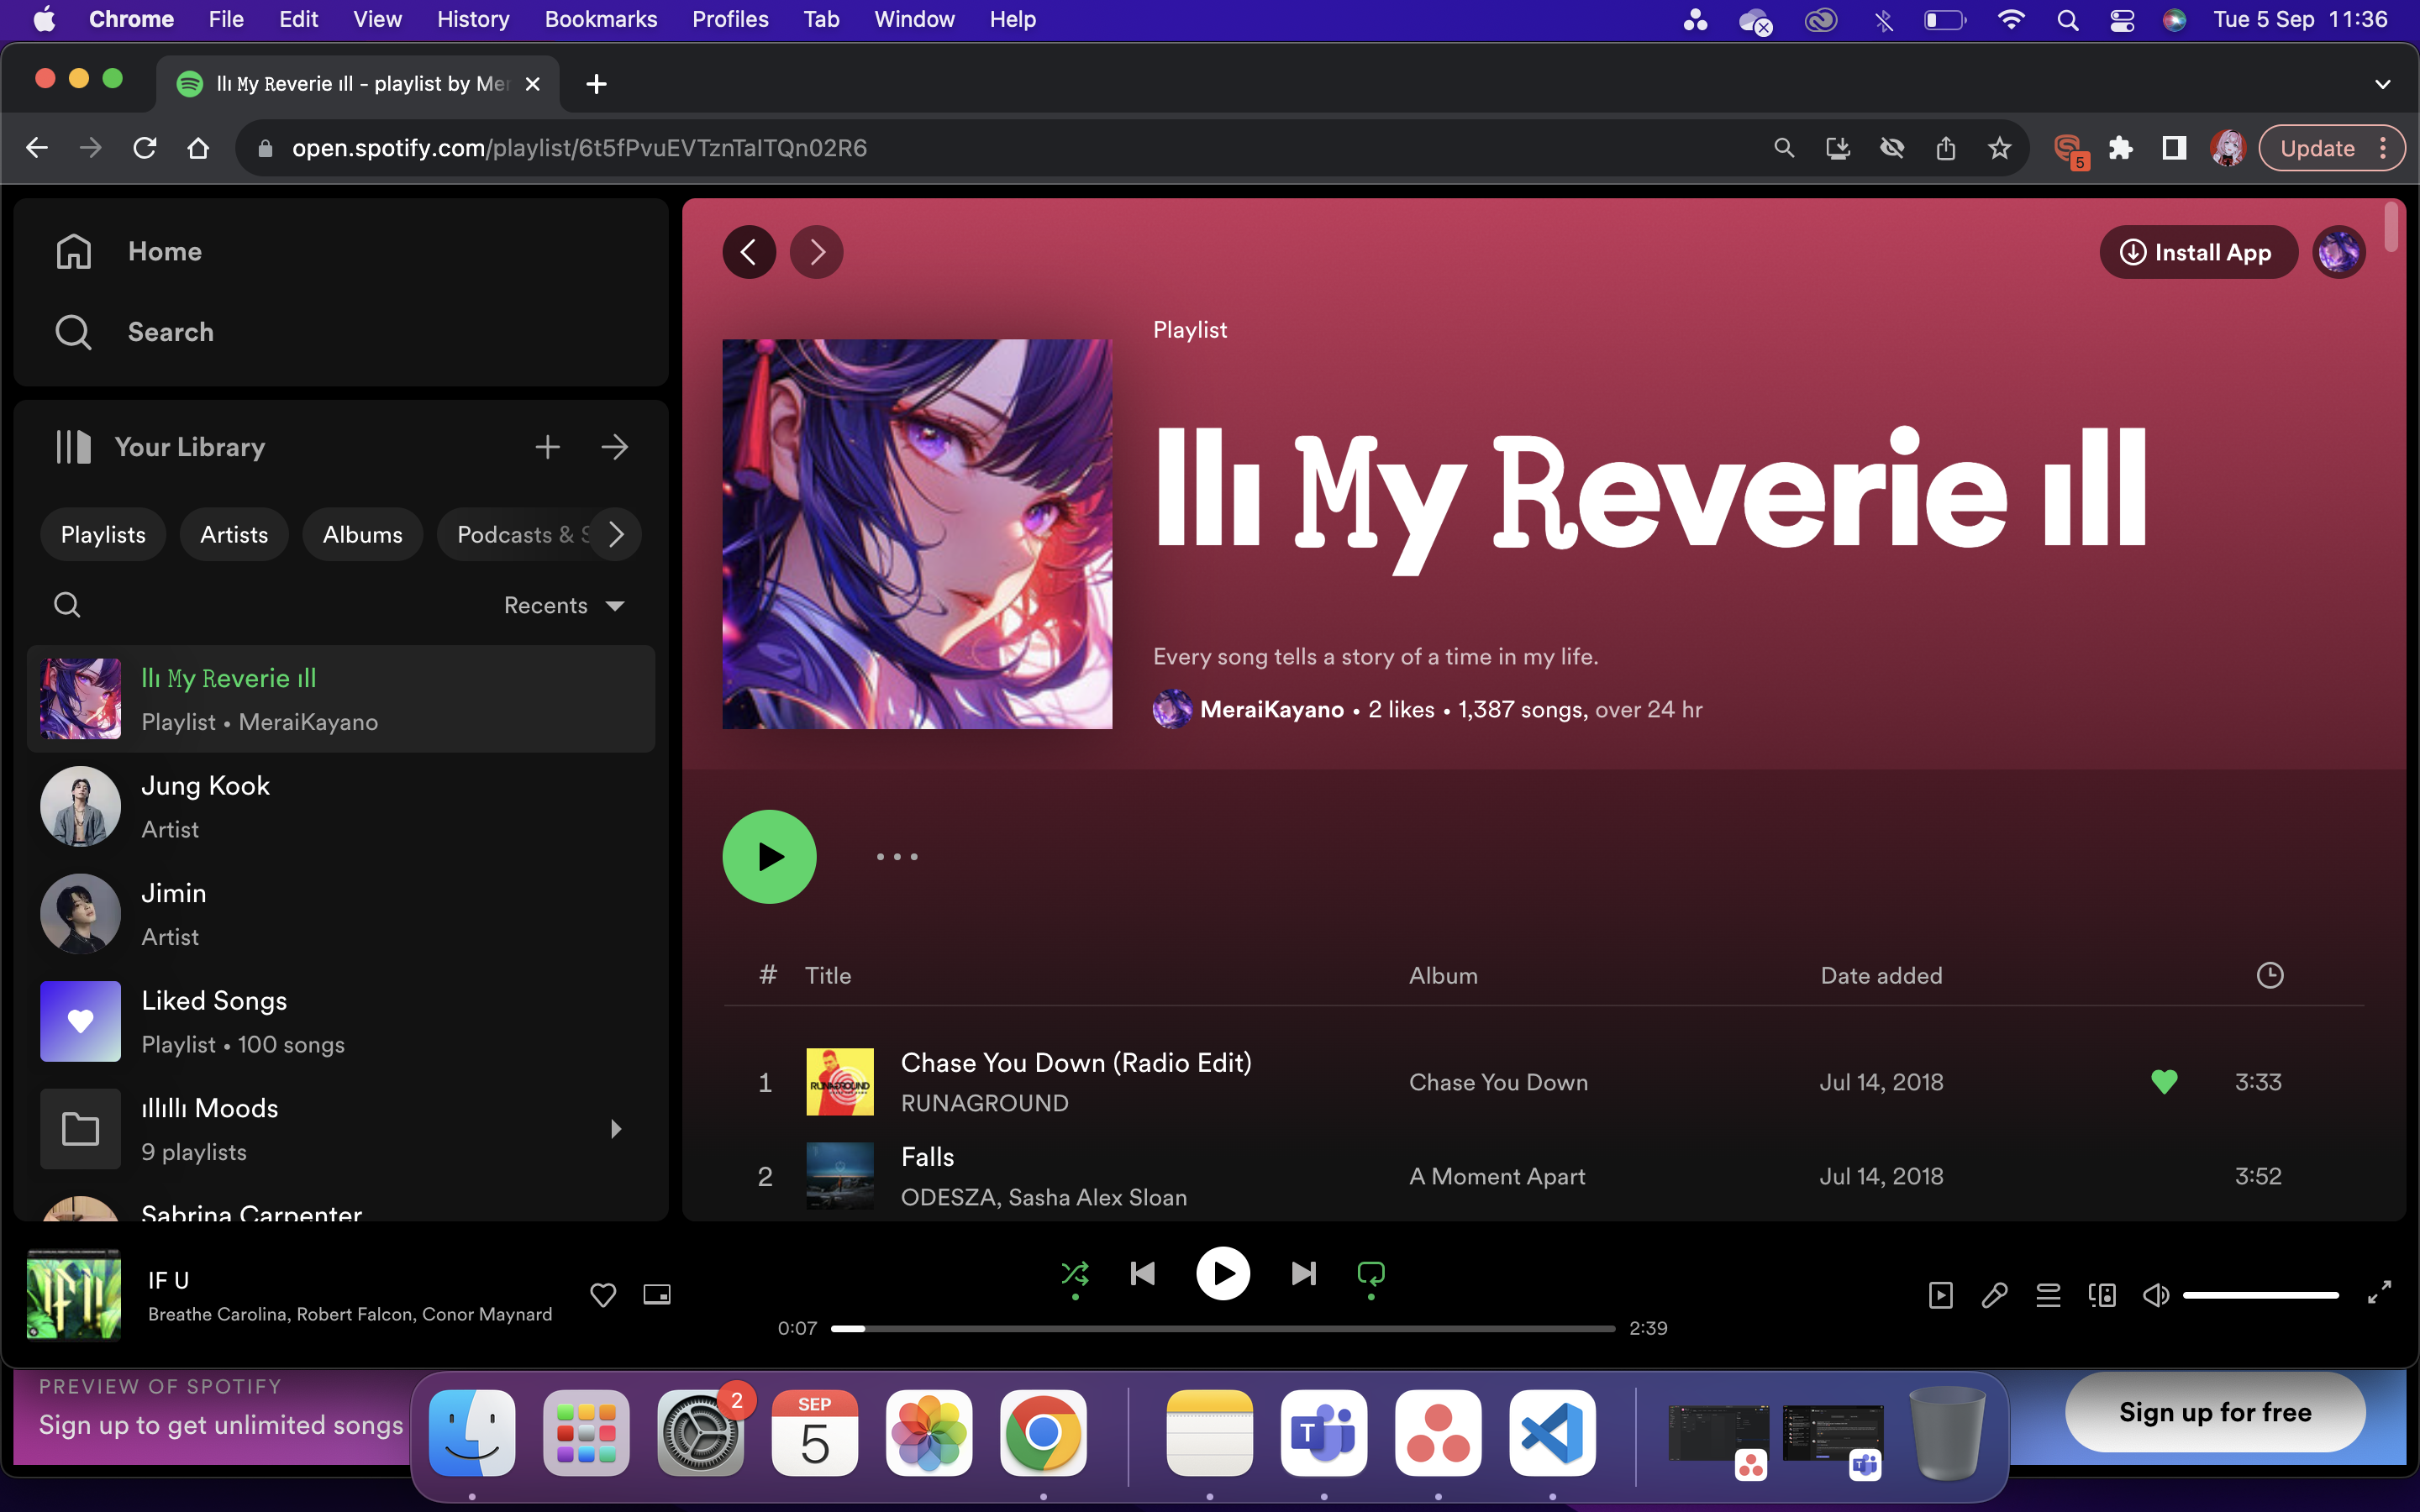 Chrome File Edit View History Bookmarks Profiles Tab Window Help
Tue 5 Sep 11:36
llı 𝙼y 𝚁everie ıll - playlist by Mer
open.spotify.com/playlist/6t5fPvuEVTznTaITQn02R6
5
Update
Home
Search
Your Library
Playlists Artists Albums Podcasts & S
Recents
llı 𝙼y 𝚁everie ıll
Playlist • MeraiKayano
Jung Kook
Artist
Jimin
Artist
Liked Songs
Playlist • 100 songs
ıllıllı Moods
9 playlists
Sabrina Carpenter
Install App
Playlist
llı 𝙼y 𝚁everie ıll
Every song tells a story of a time in my life.
MeraiKayano • 2 likes • 1,387 songs, over 24 hr
# Title Album Date added
1 Chase You Down (Radio Edit) Chase You Down Jul 14, 2018 3:33
RUNAGROUND
RUNAGROUND
2 Falls A Moment Apart Jul 14, 2018 3:52
ODESZA, Sasha Alex Sloan
IF U
Breathe Carolina, Robert Falcon, Conor Maynard
0:07 2:39
PREVIEW OF SPOTIFY
Sign up to get unlimited songs
Sign up for free
2
SEP
5
T